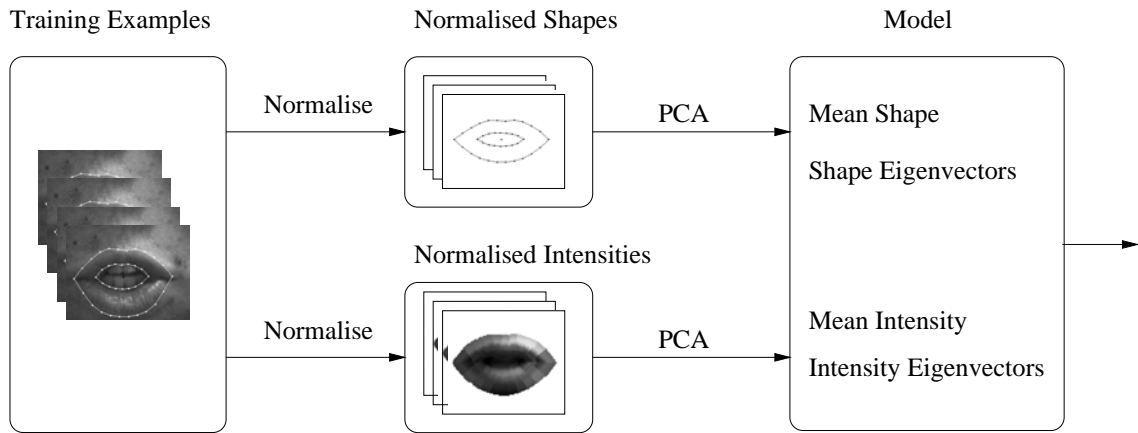 Training Examples
Normalised Shapes
Model
Normalise
PCA
Mean Shape
Shape Eigenvectors
Normalised Intensities
Normalise
PCA
Mean Intensity
Intensity Eigenvectors